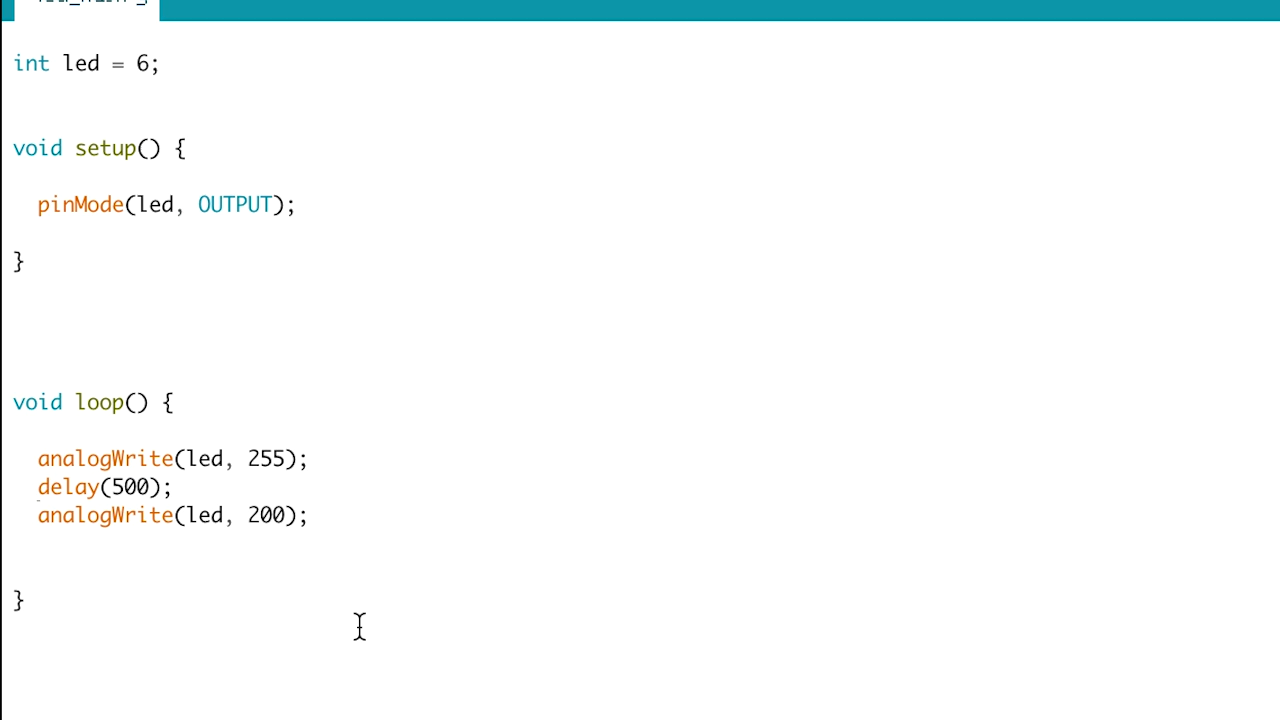 int led = 6;
void setup() {
pinMode(led, OUTPUT);
}
void loop() {
analogWrite(led, 255);
delay(500);
analogWrite(led, 200);
}